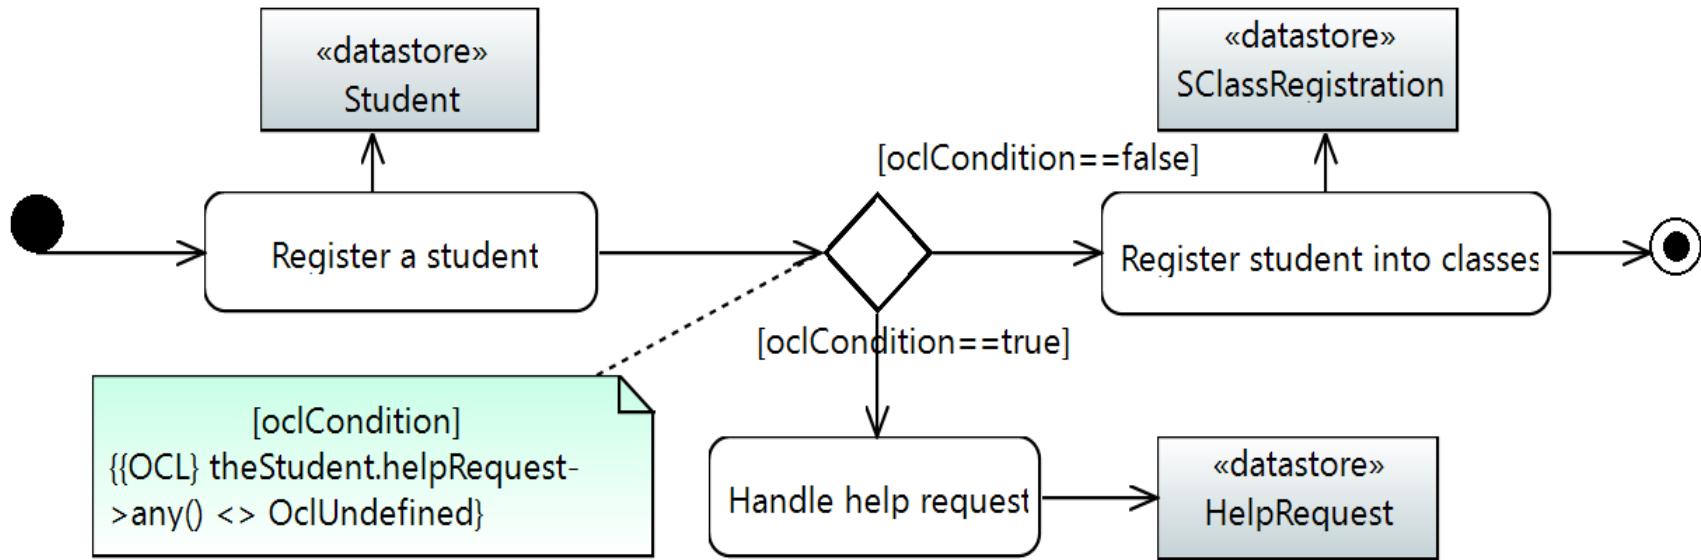 «datastore»
Student
«datastore»
SClassRegistration
[oclCondition==false]
Register a student
Register student into classes
[oclCondition==true]
[oclCondition]
{{OCL} theStudent.helpRequest-
>any() <> OclUndefined}
Handle help request
«datastore»
HelpRequest